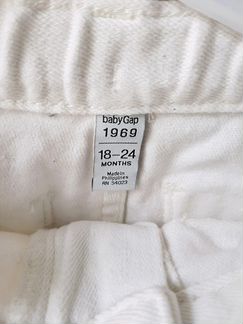 babyGap
1969
18–24
MONTHS
Made in
Philippines
RN 54023